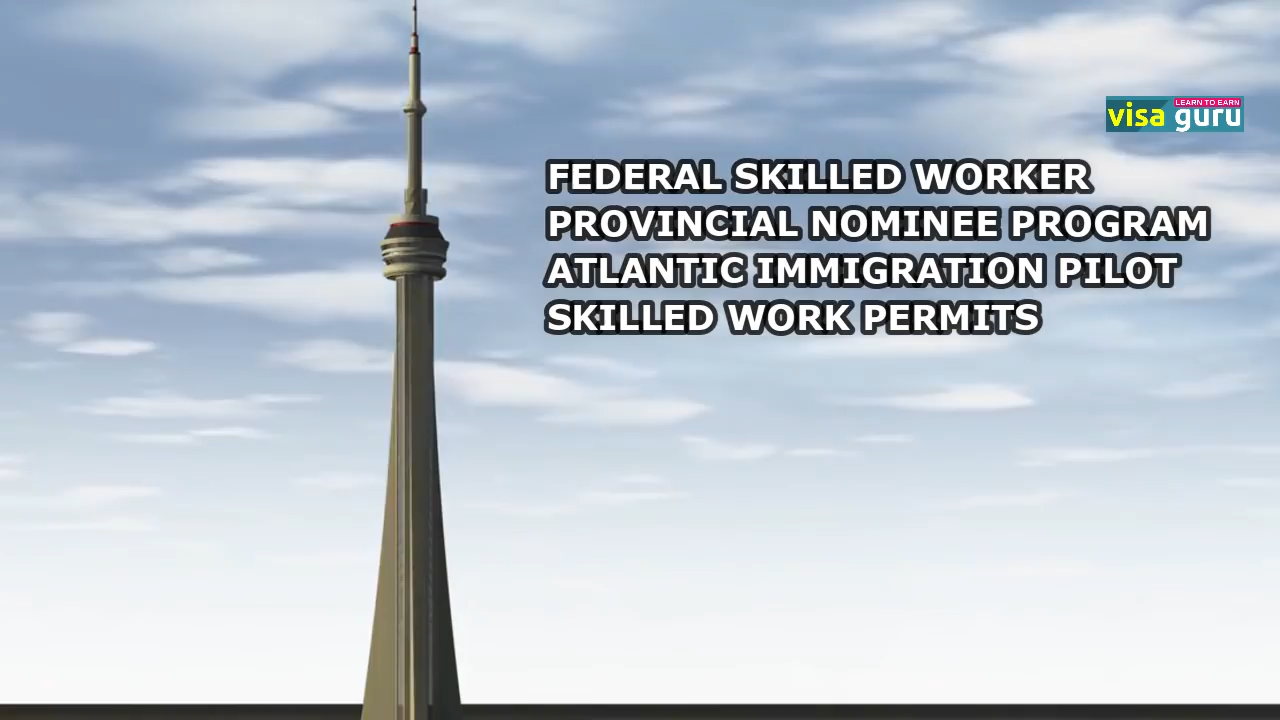 LEARN TO EARN
visa guru
FEDERAL SKILLED WORKER
PROVINCIAL NOMINEE PROGRAM
ATLANTIC IMMIGRATION PILOT
SKILLED WORK PERMITS